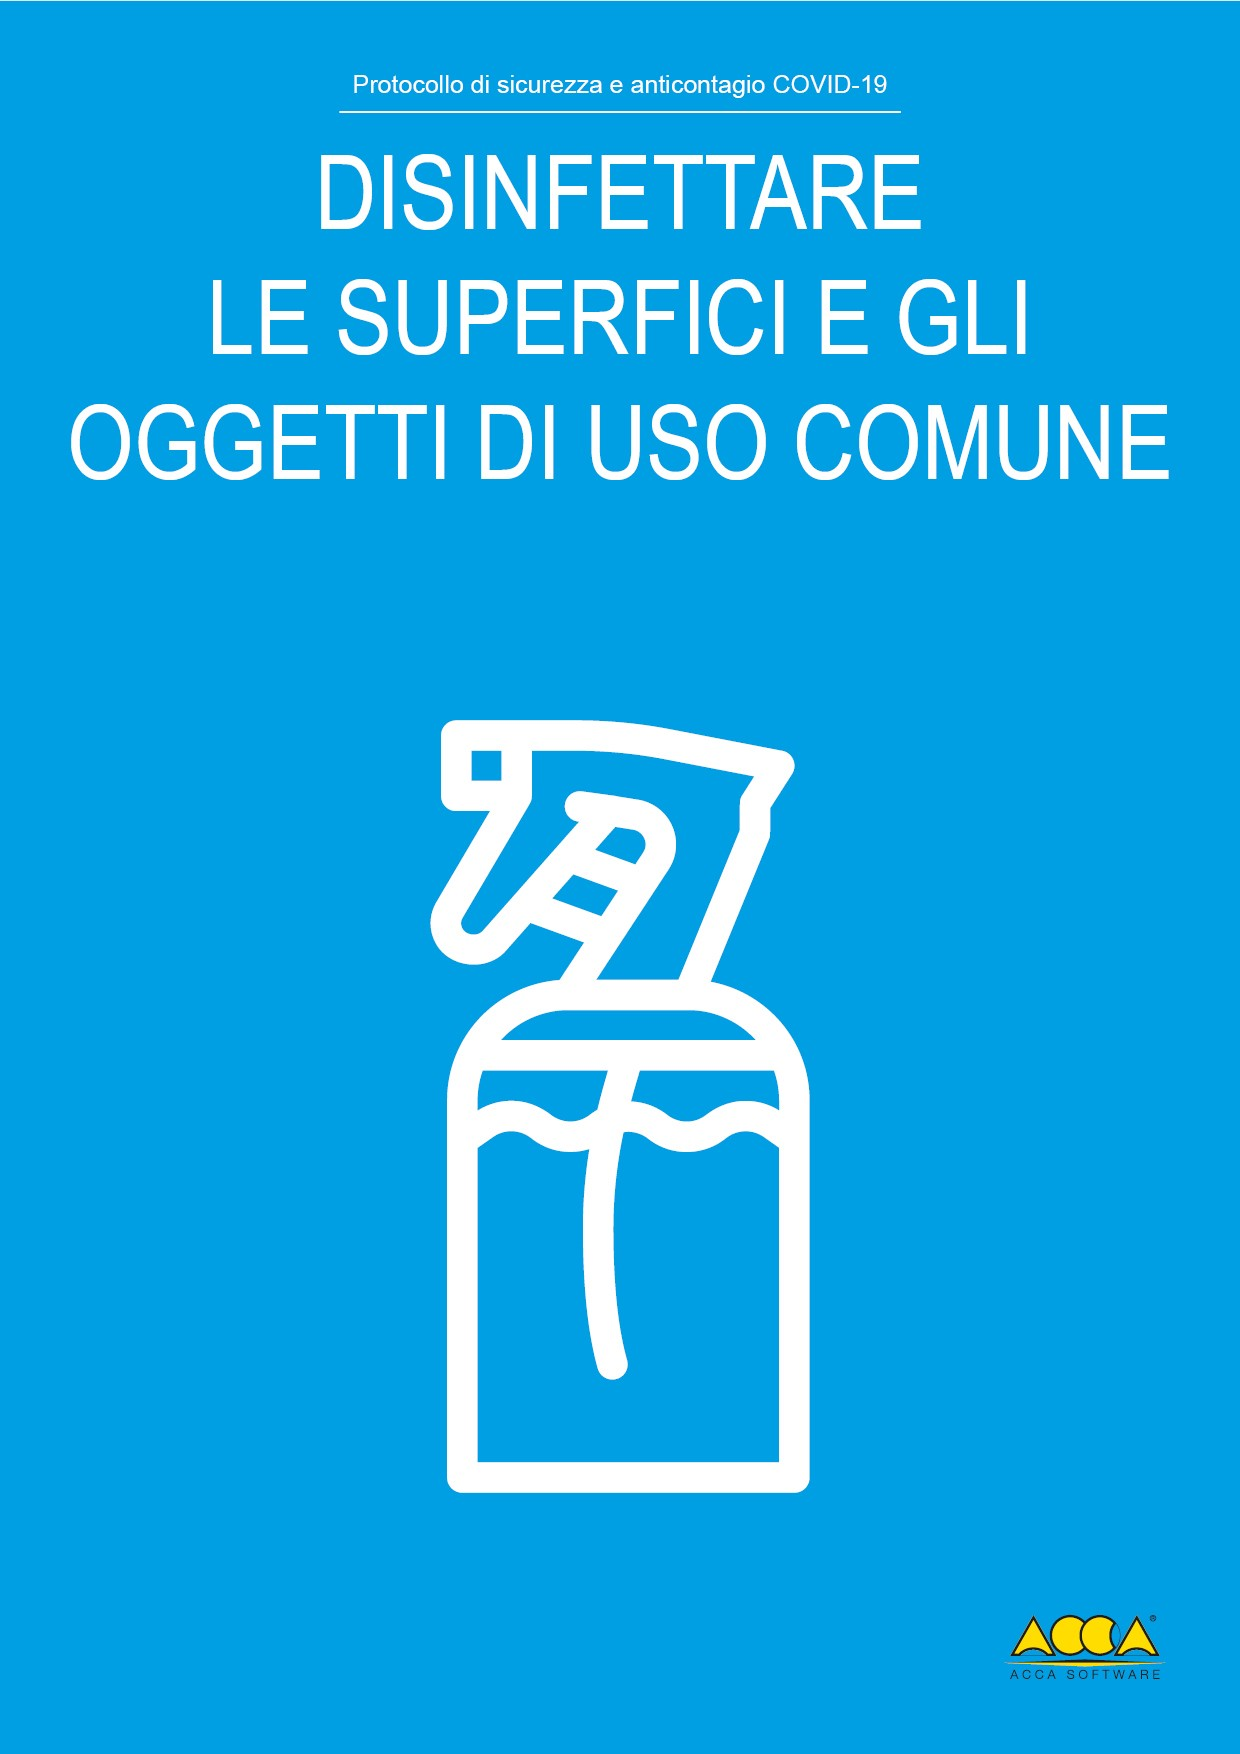 Protocollo di sicurezza e anticontagio COVID-19
DISINFETTARE
LE SUPERFICI E GLI
OGGETTI DI USO COMUNE
ACCA®
ACCA SOFTWARE